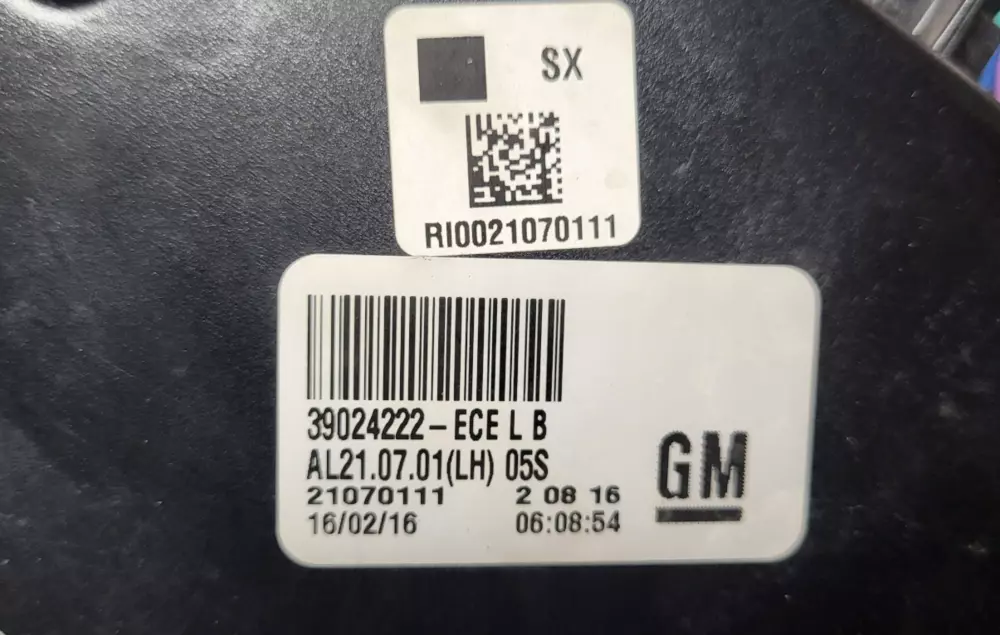 SX
RI0021070111
39024222-ECE L B
AL21.07.01(LH) 05S
21070111 2 08 16
16/02/16 06:08:54
GM